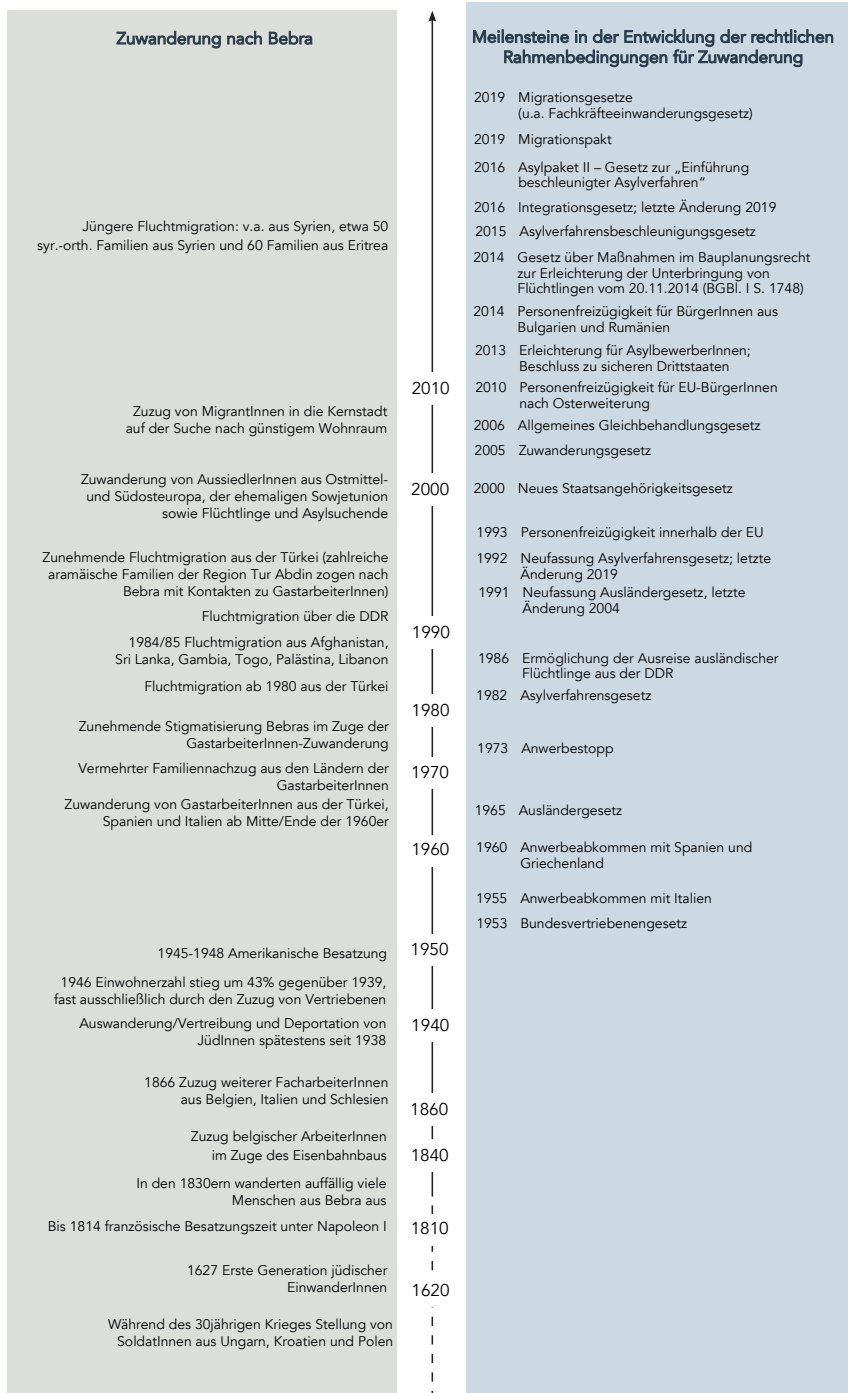 Zuwanderung nach Bebra
Jüngere Fluchtmigration: v.a. aus Syrien, etwa 50
syr.-orth. Familien aus Syrien und 60 Familien aus Eritrea
Zuzug von MigrantInnen in die Kernstadt
auf der Suche nach günstigem Wohnraum
Zuwanderung von AussiedlerInnen aus Ostmittel-
und Südosteuropa, der ehemaligen Sowjetunion
sowie Flüchtlinge und Asylsuchende
Zunehmende Fluchtmigration aus der Türkei (zahlreiche
aramäische Familien der Region Tur Abdin zogen nach
Bebra mit Kontakten zu GastarbeiterInnen)
Fluchtmigration über die DDR
1984/85 Fluchtmigration aus Afghanistan,
Sri Lanka, Gambia, Togo, Palästina, Libanon
Fluchtmigration ab 1980 aus der Türkei
Zunehmende Stigmatisierung Bebras im Zuge der
GastarbeiterInnen-Zuwanderung
Vermehrter Familiennachzug aus den Ländern der
GastarbeiterInnen
Zuwanderung von GastarbeiterInnen aus der Türkei,
Spanien und Italien ab Mitte/Ende der 1960er
1945-1948 Amerikanische Besatzung
1946 Einwohnerzahl stieg um 43% gegenüber 1939,
fast ausschließlich durch den Zuzug von Vertriebenen
Auswanderung/Vertreibung und Deportation von
JüdInnen spätestens seit 1938
1866 Zuzug weiterer FacharbeiterInnen
aus Belgien, Italien und Schlesien
Zuzug belgischer ArbeiterInnen
im Zuge des Eisenbahnbaus
In den 1830ern wanderten auffällig viele
Menschen aus Bebra aus
Bis 1814 französische Besatzungszeit unter Napoleon I
1627 Erste Generation jüdischer
EinwanderInnen
Während des 30jährigen Krieges Stellung von
SoldatInnen aus Ungarn, Kroatien und Polen
2010
2000
1990
1980
1970
1960
1950
1940
1860
1840
1810
1620
Meilensteine in der Entwicklung der rechtlichen
Rahmenbedingungen für Zuwanderung
2019 Migrationsgesetze
(u.a. Fachkräfteeinwanderungsgesetz)
2019 Migrationspakt
2016 Asylpaket II – Gesetz zur „Einführung
beschleunigter Asylverfahren“
2016 Integrationsgesetz; letzte Änderung 2019
2015 Asylverfahrensbeschleunigungsgesetz
2014 Gesetz über Maßnahmen im Bauplanungsrecht
zur Erleichterung der Unterbringung von
Flüchtlingen vom 20.11.2014 (BGBl. I S. 1748)
2014 Personenfreizügigkeit für BürgerInnen aus
Bulgarien und Rumänien
2013 Erleichterung für AsylbewerberInnen;
Beschluss zu sicheren Drittstaaten
2010 Personenfreizügigkeit für EU-BürgerInnen
nach Osterweiterung
2006 Allgemeines Gleichbehandlungsgesetz
2005 Zuwanderungsgesetz
2000 Neues Staatsangehörigkeitsgesetz
1993 Personenfreizügigkeit innerhalb der EU
1992 Neufassung Asylverfahrensgesetz; letzte
Änderung 2019
1991 Neufassung Ausländergesetz, letzte
Änderung 2004
1986 Ermöglichung der Ausreise ausländischer
Flüchtlinge aus der DDR
1982 Asylverfahrensgesetz
1973 Anwerbestopp
1965 Ausländergesetz
1960 Anwerbeabkommen mit Spanien und
Griechenland
1955 Anwerbeabkommen mit Italien
1953 Bundesvertriebenengesetz